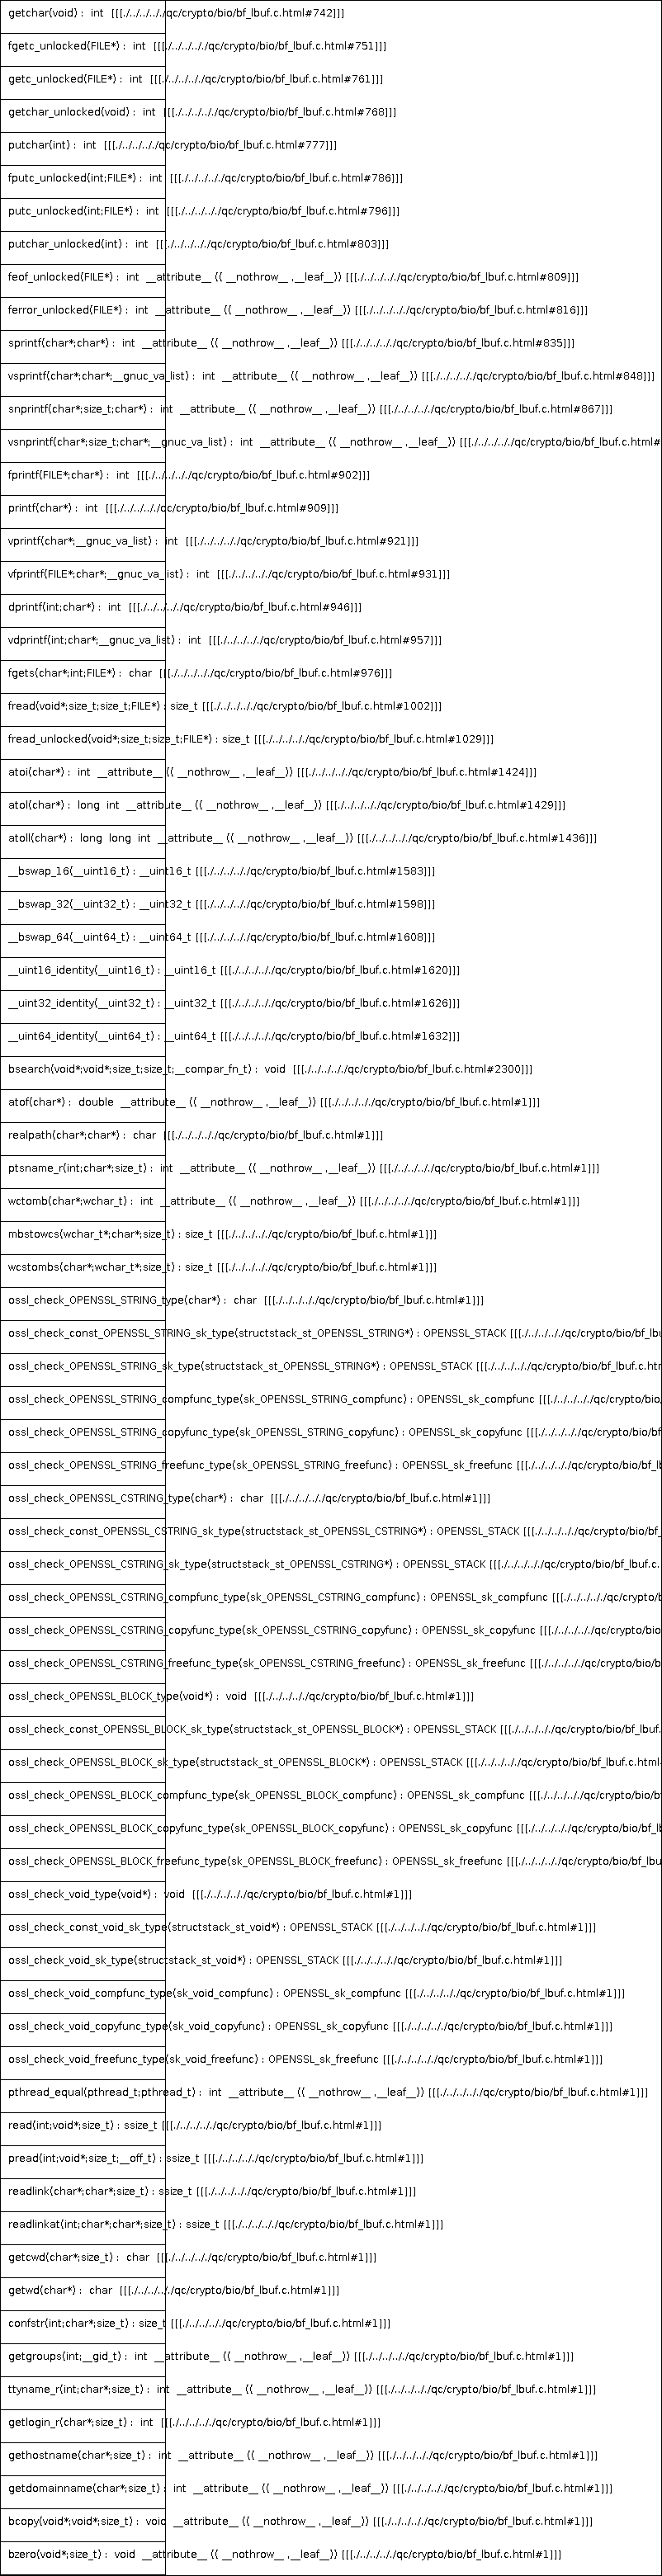 getchar(void) : int [[[./../../../qc/crypto/bio/bf_lbuf.c.html#742]]]
fgetc_unlocked(FILE*) : int [[[./../../../qc/crypto/bio/bf_lbuf.c.html#751]]]
getc_unlocked(FILE*) : int [[[./../../../qc/crypto/bio/bf_lbuf.c.html#761]]]
getchar_unlocked(void) : int [[[./../../../qc/crypto/bio/bf_lbuf.c.html#768]]]
putchar(int) : int [[[./../../../qc/crypto/bio/bf_lbuf.c.html#777]]]
fputc_unlocked(int;FILE*) : int [[[./../../../qc/crypto/bio/bf_lbuf.c.html#786]]]
putc_unlocked(int;FILE*) : int [[[./../../../qc/crypto/bio/bf_lbuf.c.html#796]]]
putchar_unlocked(int) : int [[[./../../../qc/crypto/bio/bf_lbuf.c.html#803]]]
feof_unlocked(FILE*) : int __attribute__ (( __nothrow__ ,__leaf__)) [[[./../../../qc/crypto/bio/bf_lbuf.c.html#809]]]
ferror_unlocked(FILE*) : int __attribute__ (( __nothrow__ ,__leaf__)) [[[./../../../qc/crypto/bio/bf_lbuf.c.html#816]]]
sprintf(char*;char*) : int __attribute__ (( __nothrow__ ,__leaf__)) [[[./../../../qc/crypto/bio/bf_lbuf.c.html#835]]]
vsprintf(char*;char*;__gnuc_va_list) : int __attribute__ (( __nothrow__ ,__leaf__)) [[[./../../../qc/crypto/bio/bf_lbuf.c.html#848]]]
snprintf(char*;size_t;char*) : int __attribute__ (( __nothrow__ ,__leaf__)) [[[./../../../qc/crypto/bio/bf_lbuf.c.html#867]]]
vsnprintf(char*;size_t;char*;__gnuc_va_list) : int __attribute__ (( __nothrow__ ,__leaf__)) [[[./../../../qc/crypto/bio/bf_lbuf.c.html#
fprintf(FILE*;char*) : int [[[./../../../qc/crypto/bio/bf_lbuf.c.html#902]]]
printf(char*) : int [[[./../../../qc/crypto/bio/bf_lbuf.c.html#909]]]
vprintf(char*;__gnuc_va_list) : int [[[./../../../qc/crypto/bio/bf_lbuf.c.html#921]]]
vfprintf(FILE*;char*;__gnuc_va_list) : int [[[./../../../qc/crypto/bio/bf_lbuf.c.html#931]]]
dprintf(int;char*) : int [[[./../../../qc/crypto/bio/bf_lbuf.c.html#946]]]
vdprintf(int;char*;__gnuc_va_list) : int [[[./../../../qc/crypto/bio/bf_lbuf.c.html#957]]]
fgets(char*;int;FILE*) : char [[[./../../../qc/crypto/bio/bf_lbuf.c.html#976]]]
fread(void*;size_t;size_t;FILE*) : size_t [[[./../../../qc/crypto/bio/bf_lbuf.c.html#1002]]]
fread_unlocked(void*;size_t;size_t;FILE*) : size_t [[[./../../../qc/crypto/bio/bf_lbuf.c.html#1029]]]
atoi(char*) : int __attribute__ (( __nothrow__ ,__leaf__)) [[[./../../../qc/crypto/bio/bf_lbuf.c.html#1424]]]
atol(char*) : long int __attribute__ (( __nothrow__ ,__leaf__)) [[[./../../../qc/crypto/bio/bf_lbuf.c.html#1429]]]
atoll(char*) : long long int __attribute__ (( __nothrow__ ,__leaf__)) [[[./../../../qc/crypto/bio/bf_lbuf.c.html#1436]]]
__bswap_16(__uint16_t) : __uint16_t [[[./../../../qc/crypto/bio/bf_lbuf.c.html#1583]]]
__bswap_32(__uint32_t) : __uint32_t [[[./../../../qc/crypto/bio/bf_lbuf.c.html#1598]]]
__bswap_64(__uint64_t) : __uint64_t [[[./../../../qc/crypto/bio/bf_lbuf.c.html#1608]]]
__uint16_identity(__uint16_t) : __uint16_t [[[./../../../qc/crypto/bio/bf_lbuf.c.html#1620]]]
__uint32_identity(__uint32_t) : __uint32_t [[[./../../../qc/crypto/bio/bf_lbuf.c.html#1626]]]
__uint64_identity(__uint64_t) : __uint64_t [[[./../../../qc/crypto/bio/bf_lbuf.c.html#1632]]]
bsearch(void*;void*;size_t;size_t;__compar_fn_t) : void [[[./../../../qc/crypto/bio/bf_lbuf.c.html#2300]]]
atof(char*) : double __attribute__ (( __nothrow__ ,__leaf__)) [[[./../../../qc/crypto/bio/bf_lbuf.c.html#1]]]
realpath(char*;char*) : char [[[./../../../qc/crypto/bio/bf_lbuf.c.html#1]]]
ptsname_r(int;char*;size_t) : int __attribute__ (( __nothrow__ ,__leaf__)) [[[./../../../qc/crypto/bio/bf_lbuf.c.html#1]]]
wctomb(char*;wchar_t) : int __attribute__ (( __nothrow__ ,__leaf__)) [[[./../../../qc/crypto/bio/bf_lbuf.c.html#1]]]
mbstowcs(wchar_t*;char*;size_t) : size_t [[[./../../../qc/crypto/bio/bf_lbuf.c.html#1]]]
wcstombs(char*;wchar_t*;size_t) : size_t [[[./../../../qc/crypto/bio/bf_lbuf.c.html#1]]]
ossl_check_OPENSSL_STRING_type(char*) : char [[[./../../../qc/crypto/bio/bf_lbuf.c.html#1]]]
ossl_check_const_OPENSSL_STRING_sk_type(structstack_st_OPENSSL_STRING*) : OPENSSL_STACK [[[./../../../qc/crypto/bio/bf_lbu
ossl_check_OPENSSL_STRING_sk_type(structstack_st_OPENSSL_STRING*) : OPENSSL_STACK [[[./../../../qc/crypto/bio/bf_lbuf.c.htm
ossl_check_OPENSSL_STRING_compfunc_type(sk_OPENSSL_STRING_compfunc) : OPENSSL_sk_compfunc [[[./../../../qc/crypto/bio/
ossl_check_OPENSSL_STRING_copyfunc_type(sk_OPENSSL_STRING_copyfunc) : OPENSSL_sk_copyfunc [[[./../../../qc/crypto/bio/bf
ossl_check_OPENSSL_STRING_freefunc_type(sk_OPENSSL_STRING_freefunc) : OPENSSL_sk_freefunc [[[./../../../qc/crypto/bio/bf_lb
ossl_check_OPENSSL_CSTRING_type(char*) : char [[[./../../../qc/crypto/bio/bf_lbuf.c.html#1]]]
ossl_check_const_OPENSSL_CSTRING_sk_type(structstack_st_OPENSSL_CSTRING*) : OPENSSL_STACK [[[./../../../qc/crypto/bio/bf_
ossl_check_OPENSSL_CSTRING_sk_type(structstack_st_OPENSSL_CSTRING*) : OPENSSL_STACK [[[./../../../qc/crypto/bio/bf_lbuf.c.
ossl_check_OPENSSL_CSTRING_compfunc_type(sk_OPENSSL_CSTRING_compfunc) : OPENSSL_sk_compfunc [[[./../../../qc/crypto/b
ossl_check_OPENSSL_CSTRING_copyfunc_type(sk_OPENSSL_CSTRING_copyfunc) : OPENSSL_sk_copyfunc [[[./../../../qc/crypto/bio
ossl_check_OPENSSL_CSTRING_freefunc_type(sk_OPENSSL_CSTRING_freefunc) : OPENSSL_sk_freefunc [[[./../../../qc/crypto/bio/b
ossl_check_OPENSSL_BLOCK_type(void*) : void [[[./../../../qc/crypto/bio/bf_lbuf.c.html#1]]]
ossl_check_const_OPENSSL_BLOCK_sk_type(structstack_st_OPENSSL_BLOCK*) : OPENSSL_STACK [[[./../../../qc/crypto/bio/bf_lbuf.
ossl_check_OPENSSL_BLOCK_sk_type(structstack_st_OPENSSL_BLOCK*) : OPENSSL_STACK [[[./../../../qc/crypto/bio/bf_lbuf.c.html
ossl_check_OPENSSL_BLOCK_compfunc_type(sk_OPENSSL_BLOCK_compfunc) : OPENSSL_sk_compfunc [[[./../../../qc/crypto/bio/b
ossl_check_OPENSSL_BLOCK_copyfunc_type(sk_OPENSSL_BLOCK_copyfunc) : OPENSSL_sk_copyfunc [[[./../../../qc/crypto/bio/bf_lb
ossl_check_OPENSSL_BLOCK_freefunc_type(sk_OPENSSL_BLOCK_freefunc) : OPENSSL_sk_freefunc [[[./../../../qc/crypto/bio/bf_lbu
ossl_check_void_type(void*) : void [[[./../../../qc/crypto/bio/bf_lbuf.c.html#1]]]
ossl_check_const_void_sk_type(structstack_st_void*) : OPENSSL_STACK [[[./../../../qc/crypto/bio/bf_lbuf.c.html#1]]]
ossl_check_void_sk_type(structstack_st_void*) : OPENSSL_STACK [[[./../../../qc/crypto/bio/bf_lbuf.c.html#1]]]
ossl_check_void_compfunc_type(sk_void_compfunc) : OPENSSL_sk_compfunc [[[./../../../qc/crypto/bio/bf_lbuf.c.html#1]]]
ossl_check_void_copyfunc_type(sk_void_copyfunc) : OPENSSL_sk_copyfunc [[[./../../../qc/crypto/bio/bf_lbuf.c.html#1]]]
ossl_check_void_freefunc_type(sk_void_freefunc) : OPENSSL_sk_freefunc [[[./../../../qc/crypto/bio/bf_lbuf.c.html#1]]]
pthread_equal(pthread_t;pthread_t) : int __attribute__ (( __nothrow__ ,__leaf__)) [[[./../../../qc/crypto/bio/bf_lbuf.c.html#1]]]
read(int;void*;size_t) : ssize_t [[[./../../../qc/crypto/bio/bf_lbuf.c.html#1]]]
pread(int;void*;size_t;__off_t) : ssize_t [[[./../../../qc/crypto/bio/bf_lbuf.c.html#1]]]
readlink(char*;char*;size_t) : ssize_t [[[./../../../qc/crypto/bio/bf_lbuf.c.html#1]]]
readlinkat(int;char*;char*;size_t) : ssize_t [[[./../../../qc/crypto/bio/bf_lbuf.c.html#1]]]
getcwd(char*;size_t) : char [[[./../../../qc/crypto/bio/bf_lbuf.c.html#1]]]
getwd(char*) : char [[[./../../../qc/crypto/bio/bf_lbuf.c.html#1]]]
confstr(int;char*;size_t) : size_t [[[./../../../qc/crypto/bio/bf_lbuf.c.html#1]]]
getgroups(int;__gid_t) : int __attribute__ (( __nothrow__ ,__leaf__)) [[[./../../../qc/crypto/bio/bf_lbuf.c.html#1]]]
ttyname_r(int;char*;size_t) : int __attribute__ (( __nothrow__ ,__leaf__)) [[[./../../../qc/crypto/bio/bf_lbuf.c.html#1]]]
getlogin_r(char*;size_t) : int [[[./../../../qc/crypto/bio/bf_lbuf.c.html#1]]]
gethostname(char*;size_t) : int __attribute__ (( __nothrow__ ,__leaf__)) [[[./../../../qc/crypto/bio/bf_lbuf.c.html#1]]]
getdomainname(char*;size_t) : int __attribute__ (( __nothrow__ ,__leaf__)) [[[./../../../qc/crypto/bio/bf_lbuf.c.html#1]]]
bcopy(void*;void*;size_t) : void __attribute__ (( __nothrow__ ,__leaf__)) [[[./../../../qc/crypto/bio/bf_lbuf.c.html#1]]]
bzero(void*;size_t) : void __attribute__ (( __nothrow__ ,__leaf__)) [[[./../../../qc/crypto/bio/bf_lbuf.c.html#1]]]